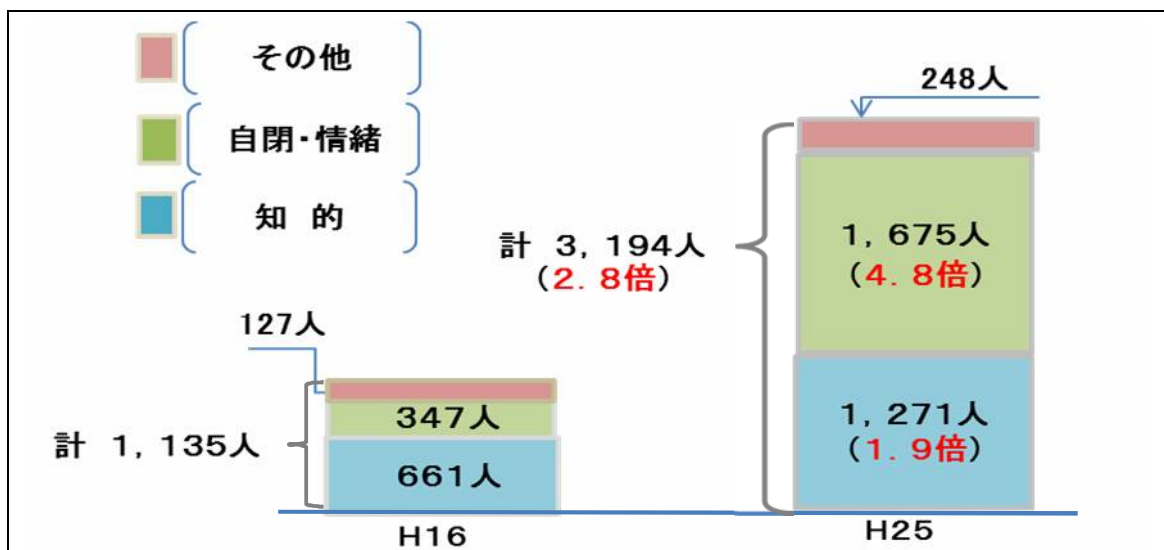 その他
自閉・情緒
知 的
248人
1，675人
（4．8倍）
計 3，194人
（2．8倍）
1，271人
（1．9倍）
127人
347人
計 1，135人
661人
H16
H25